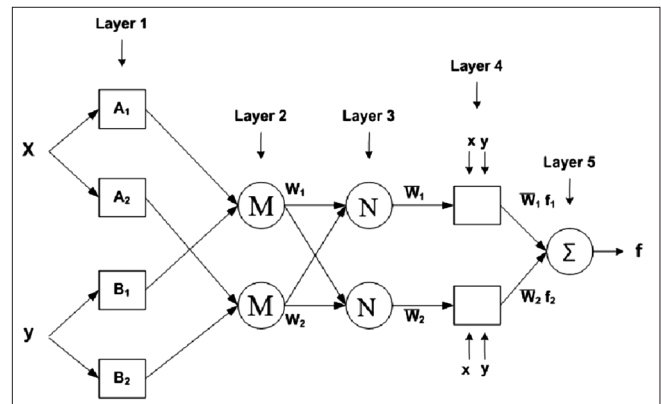 Layer 1
Layer 4
Layer 2
Layer 3
Layer 5
X
A₁
A₂
M
W₁
N
W̅₁
x y
W̅₁ f₁
Σ
f
y
B₁
B₂
M
W₂
N
W̅₂
W̅₂ f₂
x y